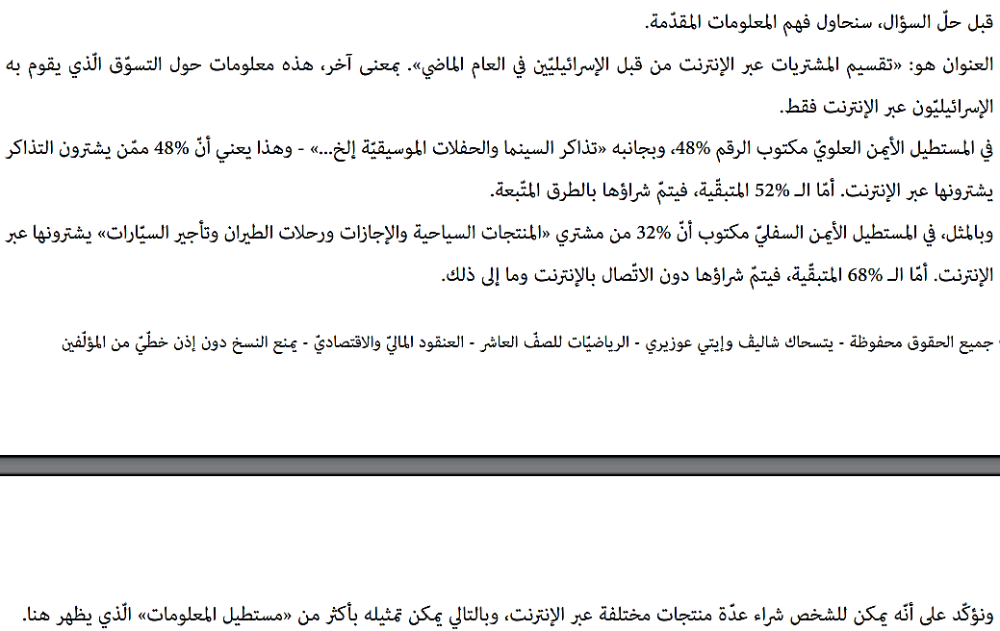 قبل حلّ السؤال، سنحاول فهم المعلومات المقدّمة.
العنوان هو: «تقسيم المشتريات عبر الإنترنت من قبل الإسرائيليّين في العام الماضي». بمعنى آخر، هذه معلومات حول التسوّق الّذي يقوم به
الإسرائيليّون عبر الإنترنت فقط.
في المستطيل الأيمن العلويّ مكتوب الرقم 48%، وبجانبه «تذاكر السينما والحفلات الموسيقيّة إلخ...» - وهذا يعني أنّ 48% ممّن يشترون التذاكر
يشترونها عبر الإنترنت. أمّا الـ 52% المتبقّية، فيتمّ شراؤها بالطرق المتّبعة.
وبالمثل، في المستطيل الأيمن السفليّ مكتوب أنّ 32% من مشتري «المنتجات السياحية والإجازات ورحلات الطيران وتأجير السيّارات» يشترونها عبر
الإنترنت. أمّا الـ 68% المتبقّية، فيتمّ شراؤها دون الاتّصال بالإنترنت وما إلى ذلك.
جميع الحقوق محفوظة - يتسحاك شاليڤ وإيتي عوزيري - الرياضيّات للصفّ العاشر - العنقود الماليّ والاقتصاديّ - يمنع النسخ دون إذن خطّيّ من المؤلّفين
ونؤكّد على أنّه يمكن للشخص شراء عدّة منتجات مختلفة عبر الإنترنت، وبالتالي يمكن تمثيله بأكثر من «مستطيل المعلومات» الّذي يظهر هنا.